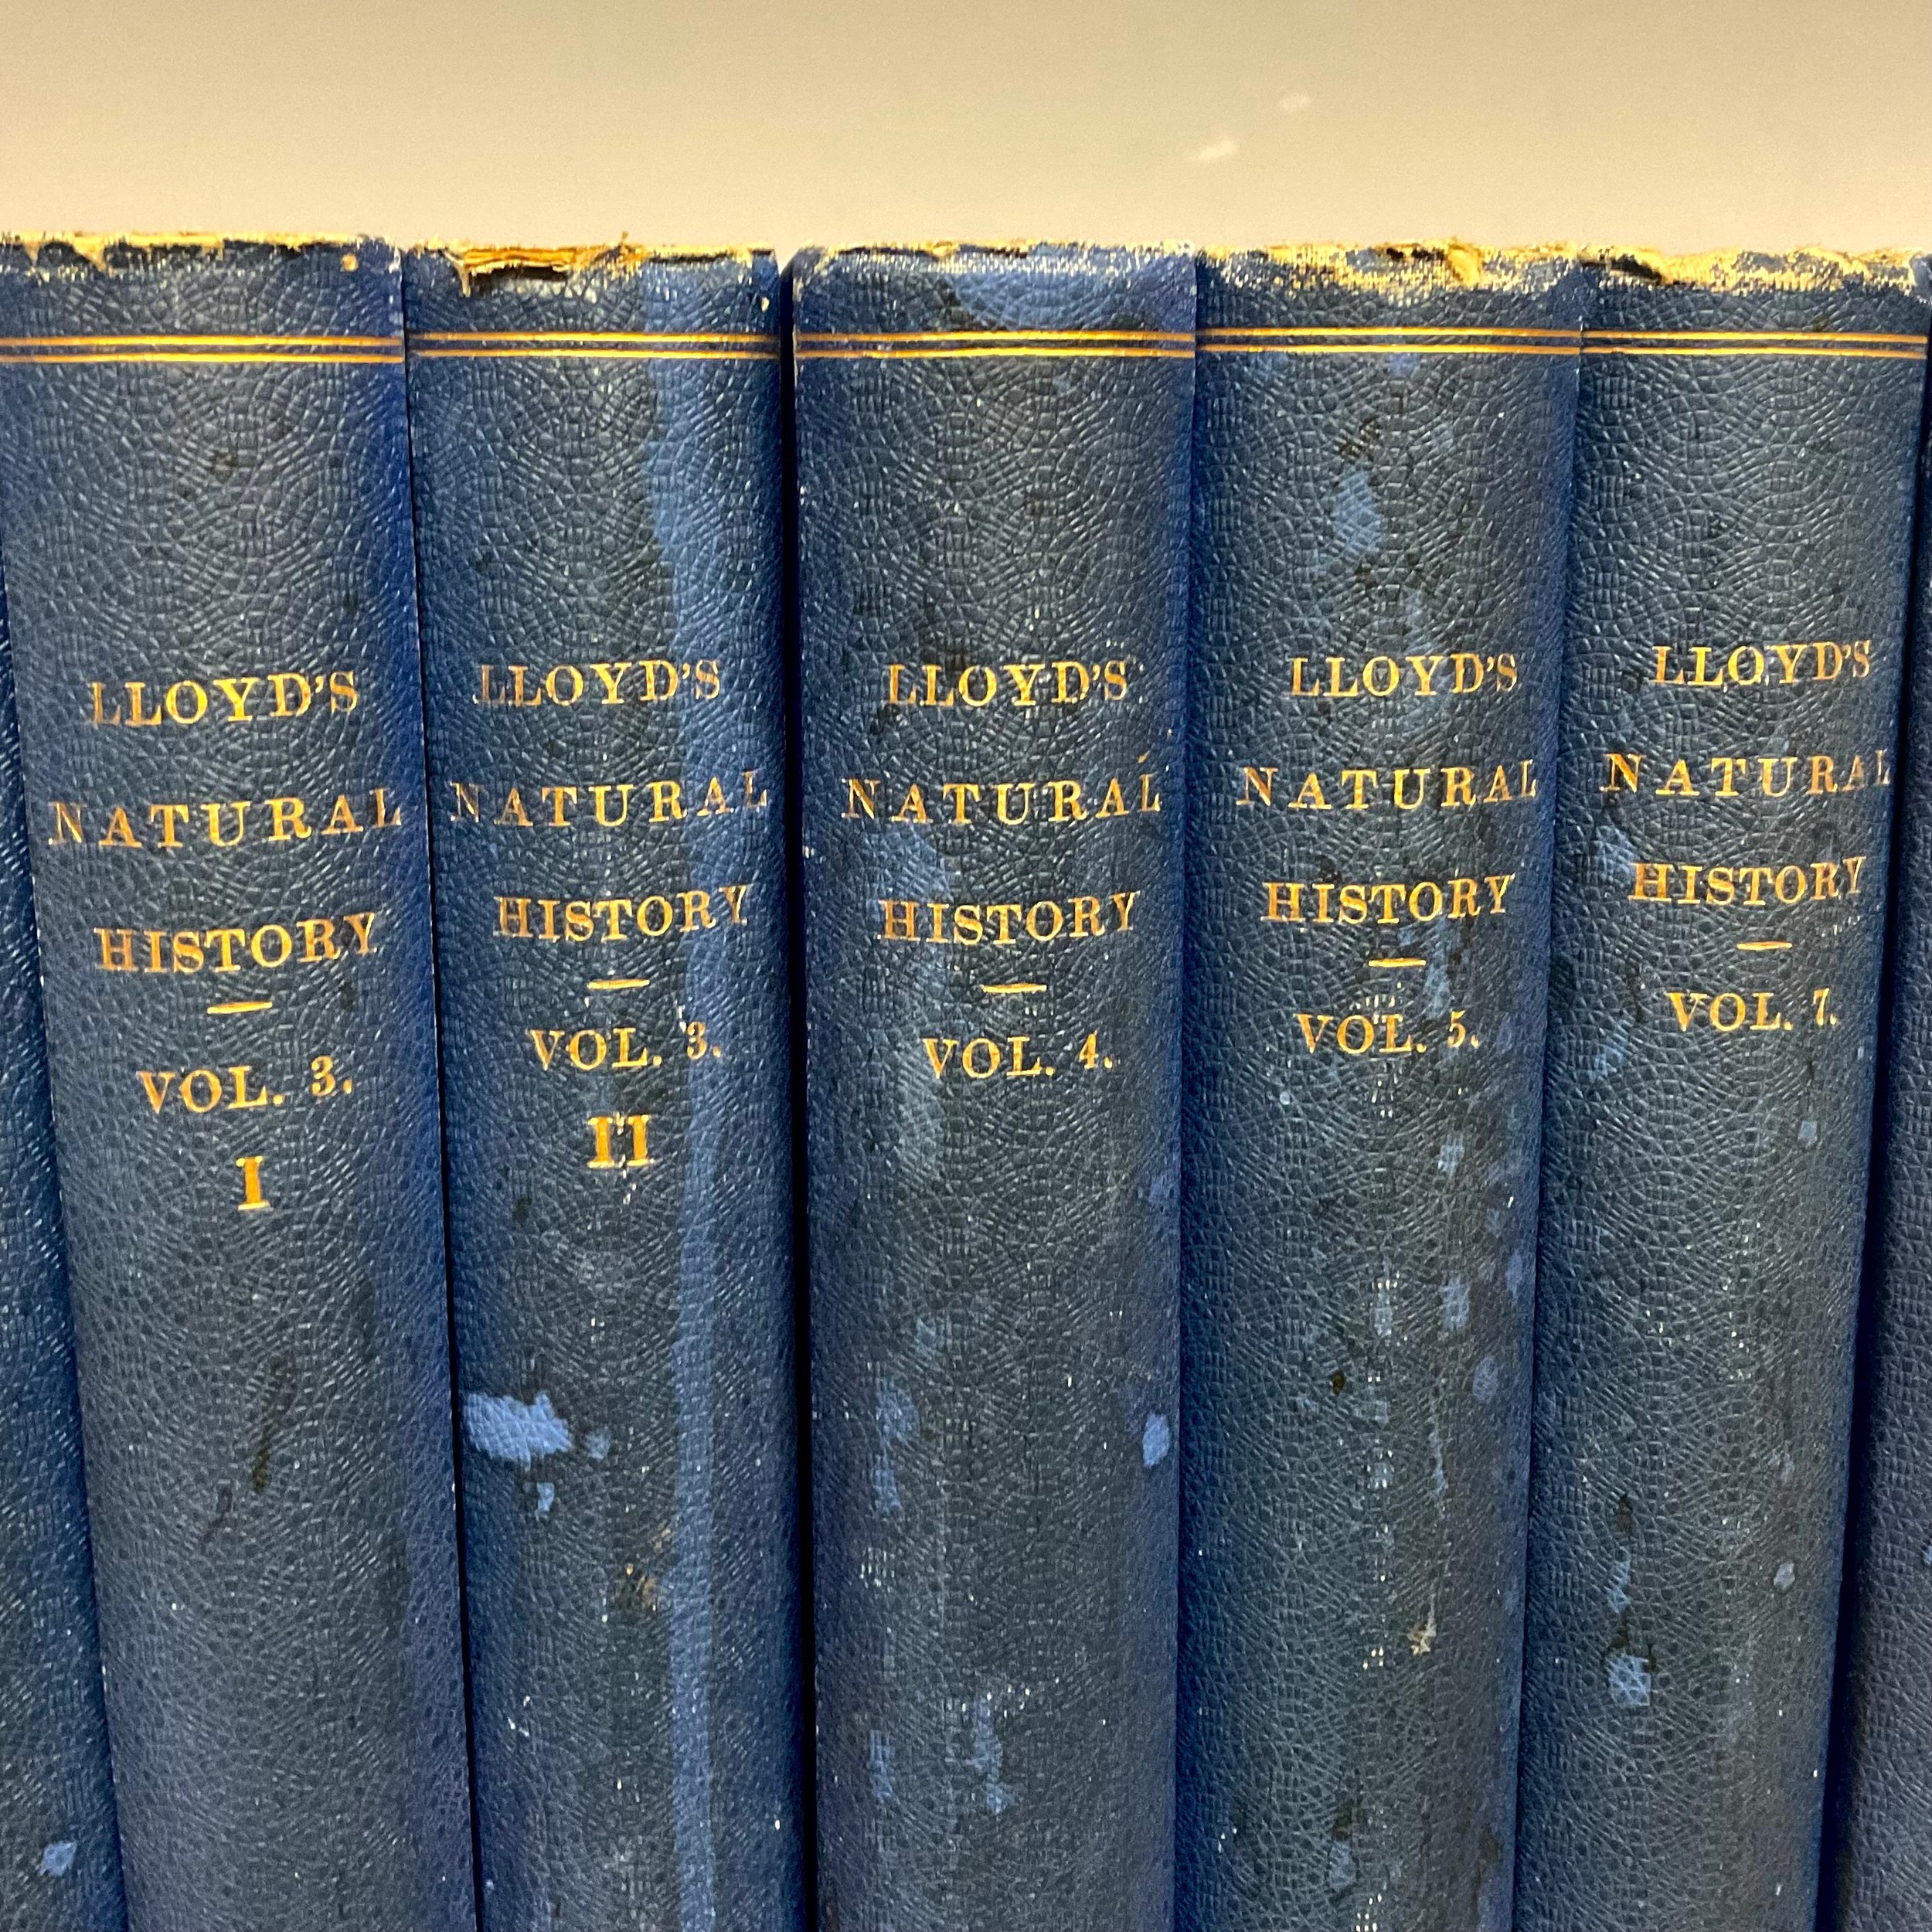 LLOYD'S
NATURAL
HISTORY
VOL. 3.
I
LLOYD'S
NATURAL
HISTORY
VOL. 3.
II
LLOYD'S
NATURAL
HISTORY
VOL. 4.
LLOYD'S
NATURAL
HISTORY
VOL. 5.
LLOYD'S
NATURAL
HISTORY
VOL. 7.